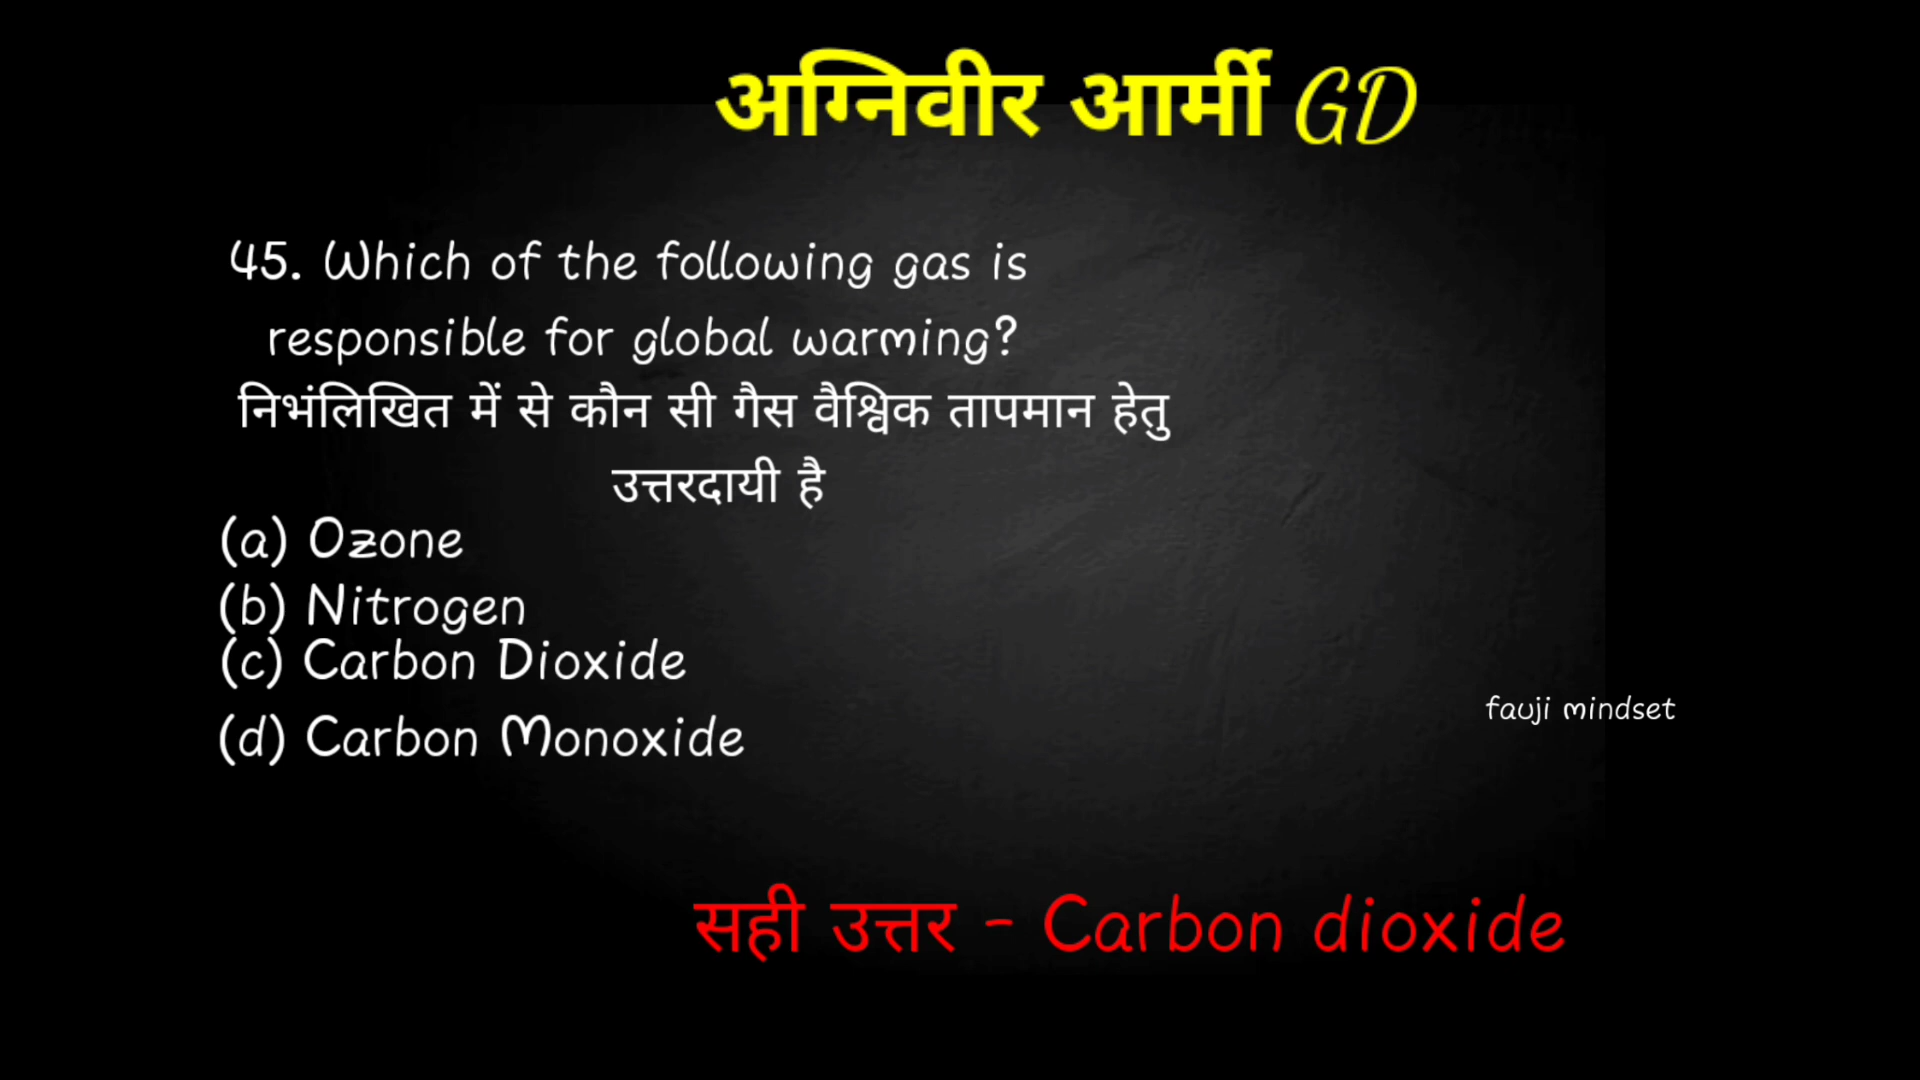 अग्निवीर आर्मी GD
45. Which of the following gas is
responsible for global warming?
निभंलिखित में से कौन सी गैस वैश्विक तापमान हेतु
उत्तरदायी है
(a) Ozone
(b) Nitrogen
(c) Carbon Dioxide
(d) Carbon Monoxide
fauji mindset
सही उत्तर - Carbon dioxide